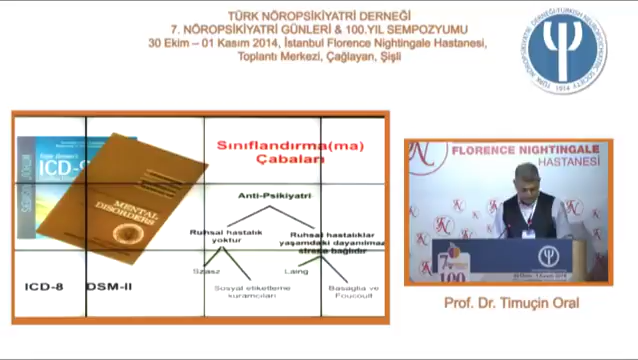 TÜRK NÖROPSİKİYATRİ DERNEĞİ
7. NÖROPSİKİYATRİ GÜNLERİ & 100.YIL SEMPOZYUMU
30 Ekim – 01 Kasım 2014, İstanbul Florence Nightingale Hastanesi,
Toplantı Merkezi, Çağlayan, Şişli
Sınıflandırma(ma)
Çabaları
ICD-9
MENTAL
DISORDERS
Anti-Psikiyatri
Ruhsal hastalık
yoktur
Ruhsal hastalıklar
yaşamdaki dayanılmaz
strese bağlıdır
Szasz
Laing
Sosyal etiketleme
kuramcıları
Basaglia ve
Foucoult
ICD-8
DSM-II
FLORENCE NIGHTINGALE
HASTANESİ
100
Prof. Dr. Timuçin Oral